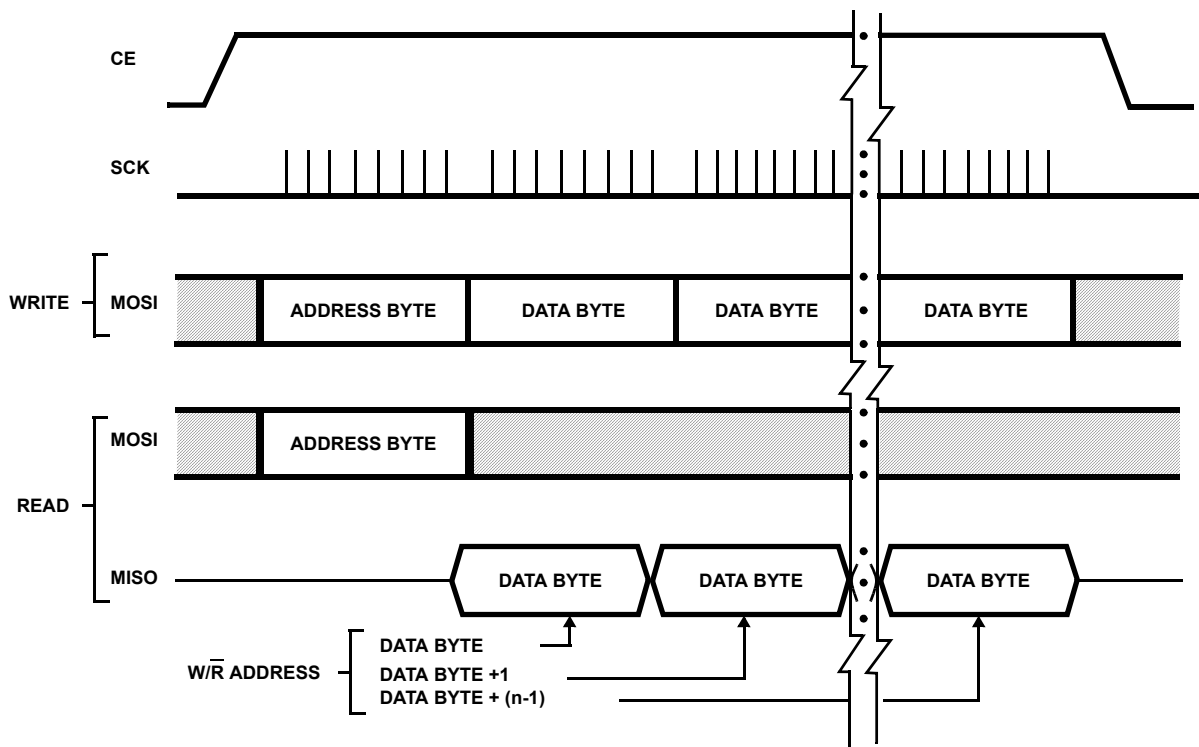 CE
SCK
WRITE
MOSI
ADDRESS BYTE
DATA BYTE
DATA BYTE
DATA BYTE
READ
MOSI
ADDRESS BYTE
MISO
DATA BYTE
DATA BYTE
DATA BYTE
W/R̅ ADDRESS
DATA BYTE
DATA BYTE +1
DATA BYTE + (n-1)